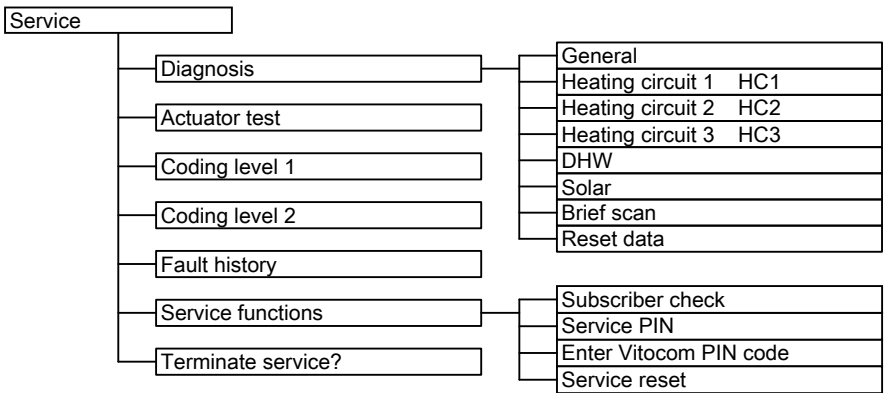 Service
Diagnosis
General
Heating circuit 1 HC1
Heating circuit 2 HC2
Heating circuit 3 HC3
DHW
Solar
Brief scan
Reset data
Actuator test
Coding level 1
Coding level 2
Fault history
Service functions
Subscriber check
Service PIN
Enter Vitocom PIN code
Service reset
Terminate service?